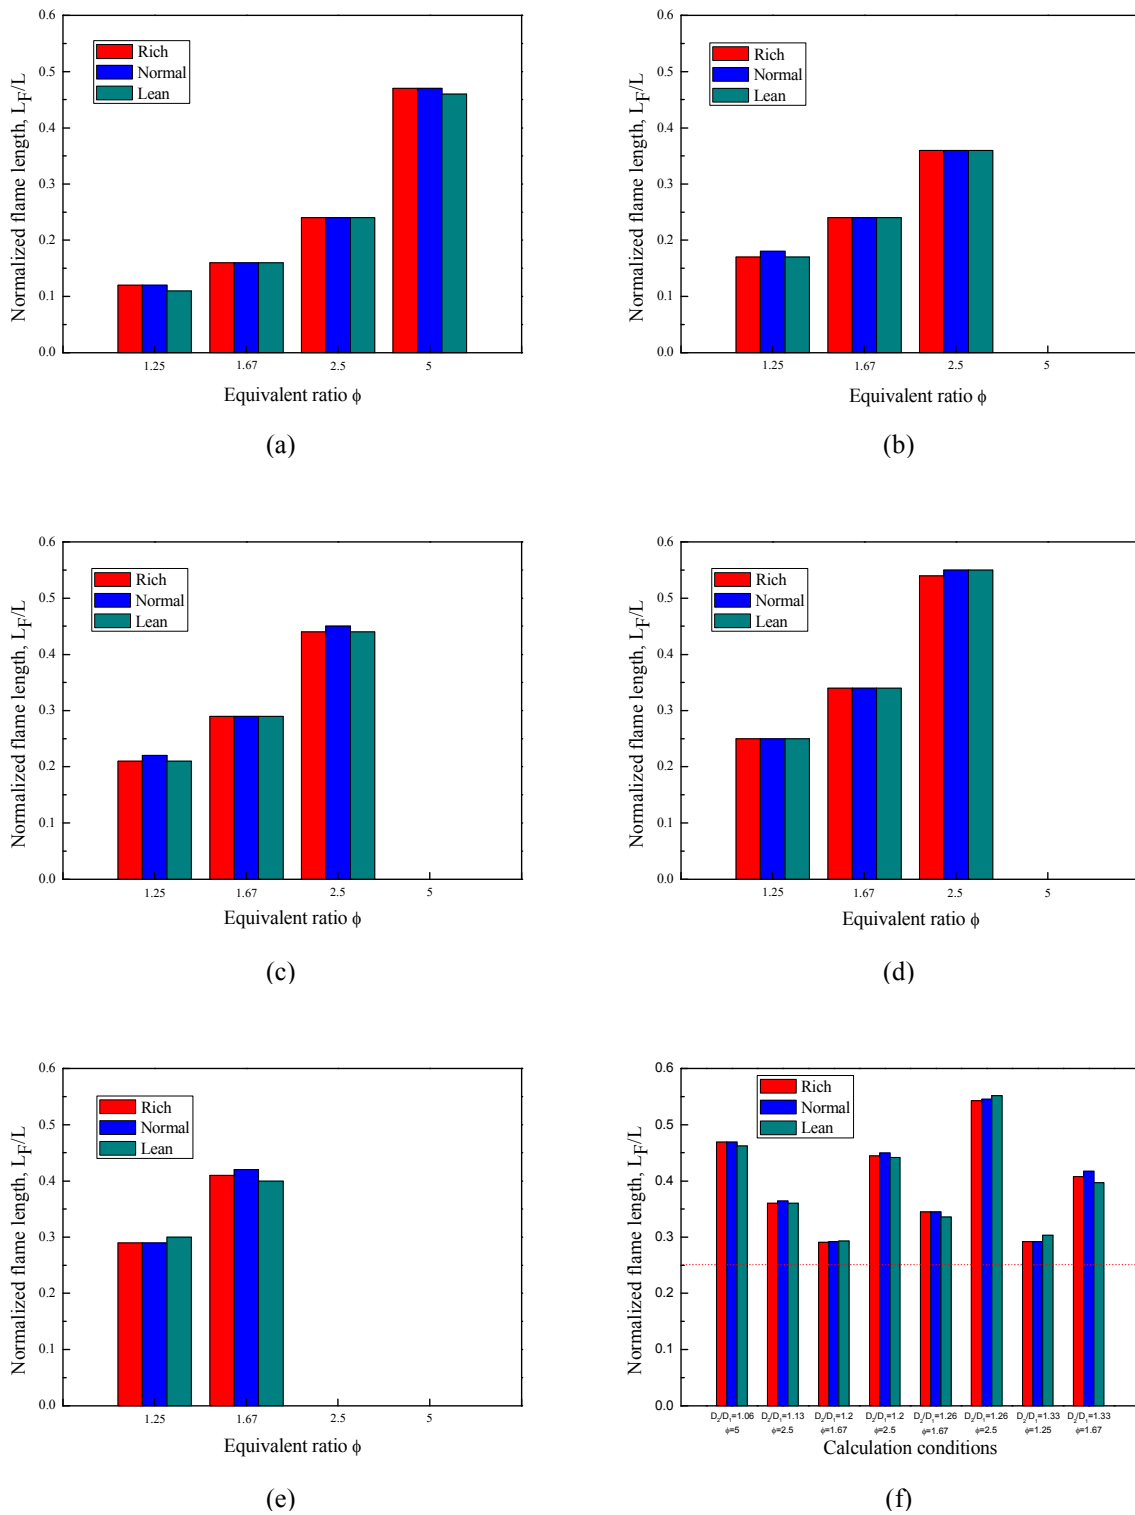 0.6
0.5
0.4
0.3
0.2
0.1
0.0
Normalized flame length, L_F/L
Rich
Normal
Lean
1.25 1.67 2.5 5
Equivalent ratio ϕ
(a)
0.6
0.5
0.4
0.3
0.2
0.1
0.0
Normalized flame length, L_F/L
Rich
Normal
Lean
1.25 1.67 2.5 5
Equivalent ratio ϕ
(b)
0.6
0.5
0.4
0.3
0.2
0.1
0.0
Normalized flame length, L_F/L
Rich
Normal
Lean
1.25 1.67 2.5 5
Equivalent ratio ϕ
(c)
0.6
0.5
0.4
0.3
0.2
0.1
0.0
Normalized flame length, L_F/L
Rich
Normal
Lean
1.25 1.67 2.5 5
Equivalent ratio ϕ
(d)
0.6
0.5
0.4
0.3
0.2
0.1
0.0
Normalized flame length, L_F/L
Rich
Normal
Lean
1.25 1.67 2.5 5
Equivalent ratio ϕ
(e)
0.6
0.5
0.4
0.3
0.2
0.1
0.0
Normalized flame length, L_F/L
Rich
Normal
Lean
D₂/D₁=1.06 D₂/D₁=1.13 D₂/D₁=1.2 D₂/D₁=1.2 D₂/D₁=1.26 D₂/D₁=1.26 D₂/D₁=1.33 D₂/D₁=1.33
ϕ=5 ϕ=2.5 ϕ=1.67 ϕ=2.5 ϕ=1.67 ϕ=2.5 ϕ=1.25 ϕ=1.67
Calculation conditions
(f)